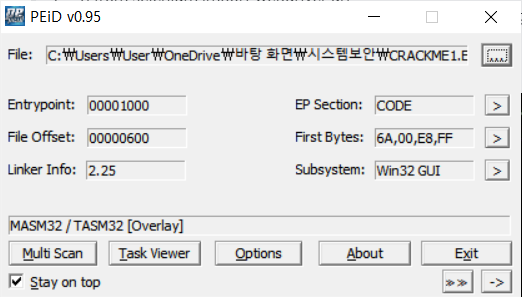 PEiD v0.95
File: C:₩Users₩User₩OneDrive₩바탕 화면₩시스템보안₩CRACKME1.E ...
Entrypoint: 00001000 EP Section: CODE >
File Offset: 00000600 First Bytes: 6A,00,E8,FF >
Linker Info: 2.25 Subsystem: Win32 GUI >
MASM32 / TASM32 [Overlay]
Multi Scan Task Viewer Options About Exit
Stay on top >> ->